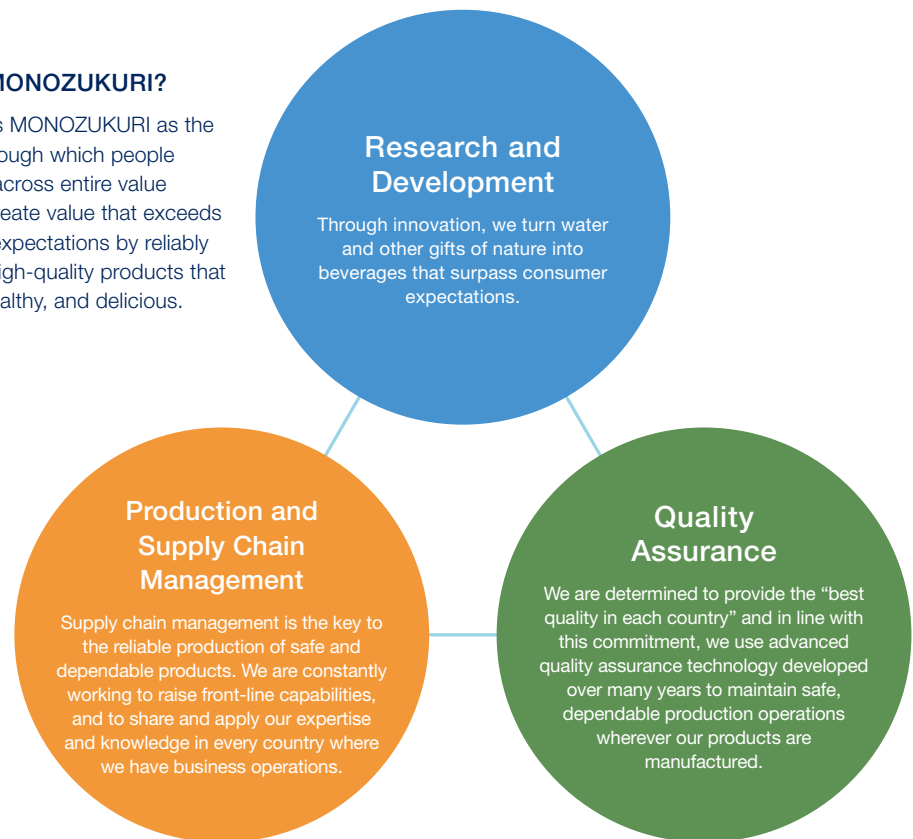 MONOZUKURI?
s MONOZUKURI as the
ough which people
across entire value
reate value that exceeds
expectations by reliably
igh-quality products that
althy, and delicious.
Research and
Development
Through innovation, we turn water
and other gifts of nature into
beverages that surpass consumer
expectations.
Production and
Supply Chain
Management
Supply chain management is the key to
the reliable production of safe and
dependable products. We are constantly
working to raise front-line capabilities,
and to share and apply our expertise
and knowledge in every country where
we have business operations.
Quality
Assurance
We are determined to provide the “best
quality in each country” and in line with
this commitment, we use advanced
quality assurance technology developed
over many years to maintain safe,
dependable production operations
wherever our products are
manufactured.